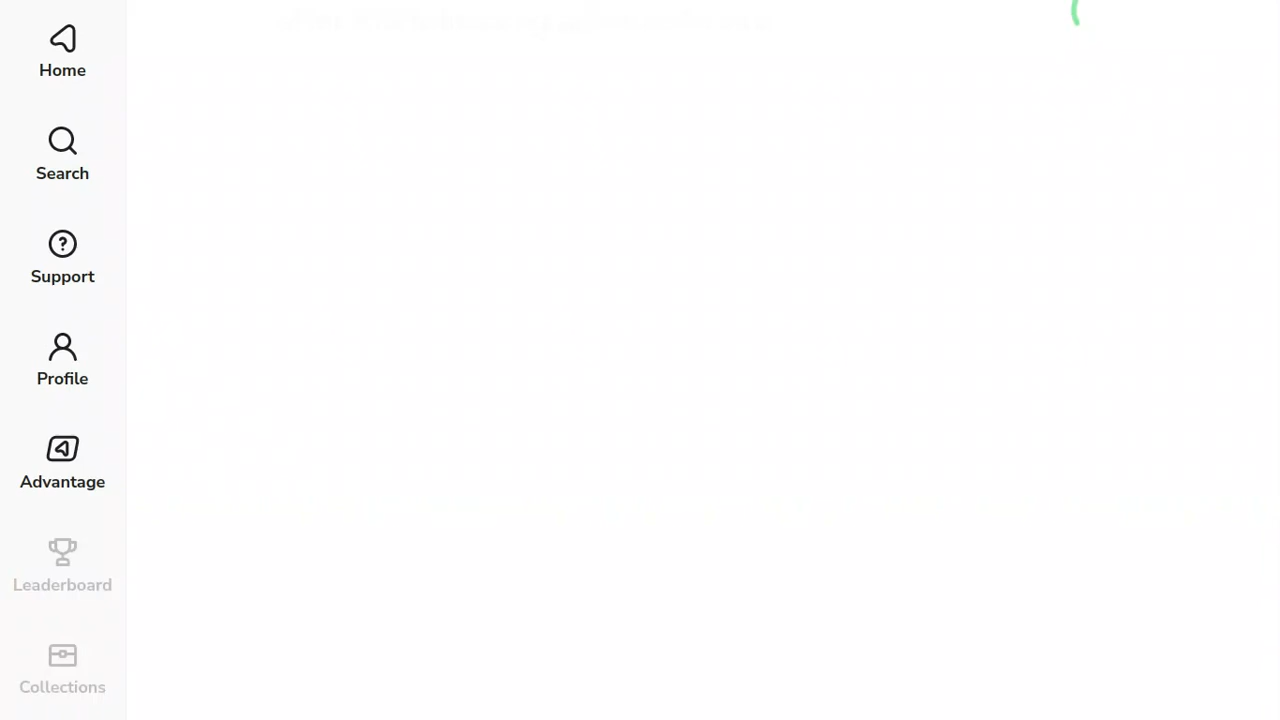 Home
Search
Support
Profile
Advantage
Leaderboard
Collections